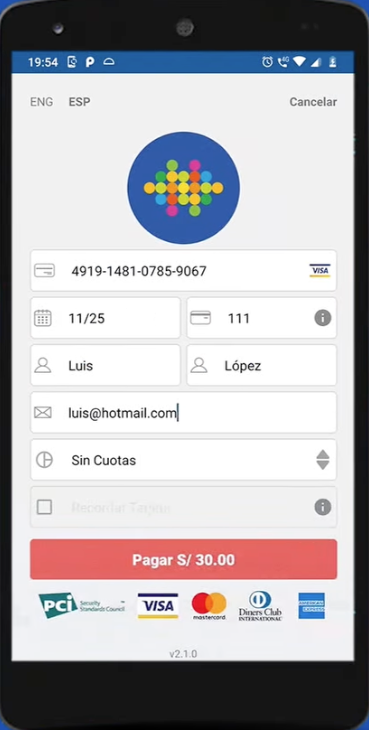 19:54
ENG ESP Cancelar
4919-1481-0785-9067 VISA
11/25 111
Luis López
luis@hotmail.com
Sin Cuotas
Recordar Tarjeta
Pagar S/ 30.00
PCI Security Standards Council VISA mastercard Diners Club INTERNATIONAL AMERICAN EXPRESS
v2.1.0